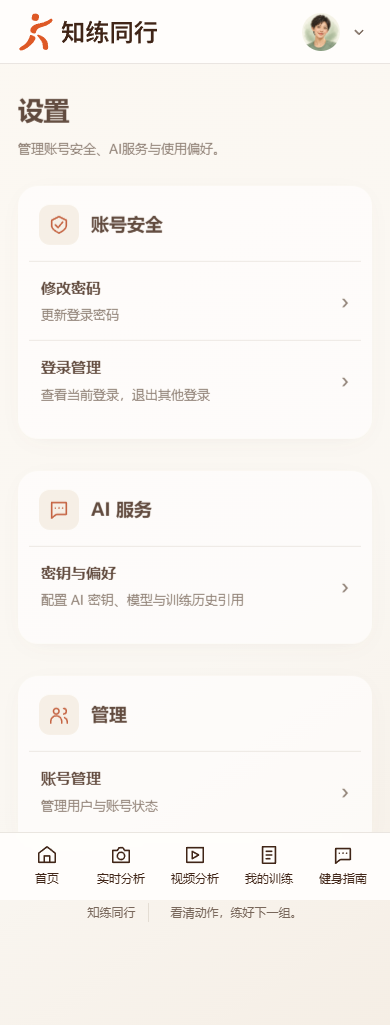 知练同行
设置
管理账号安全、AI服务与使用偏好。
账号安全
修改密码
更新登录密码
登录管理
查看当前登录，退出其他登录
AI 服务
密钥与偏好
配置 AI 密钥、模型与训练历史引用
管理
账号管理
管理用户与账号状态
首页 实时分析 视频分析 我的训练 健身指南
知练同行 看清动作，练好下一组。